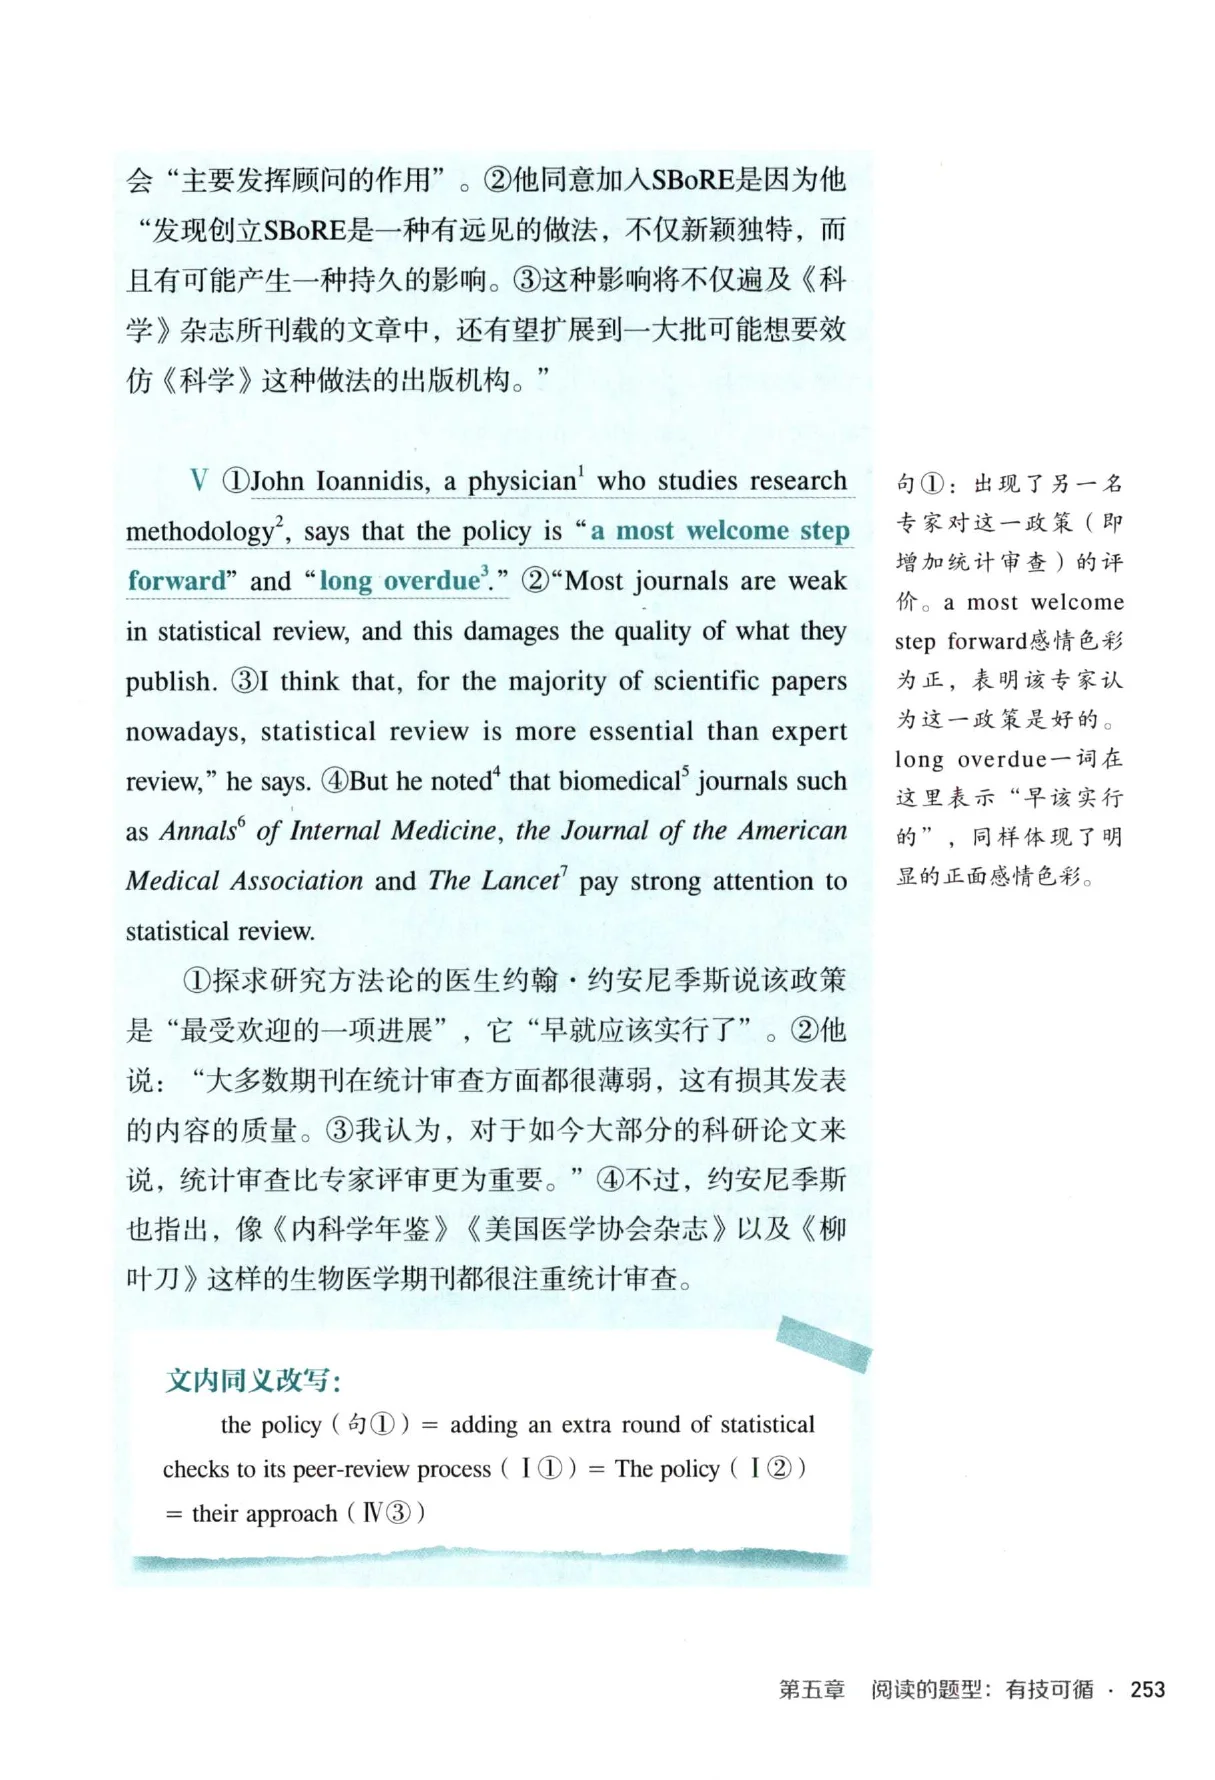 会“主要发挥顾问的作用”。②他同意加入SBoRE是因为他
“发现创立SBoRE是一种有远见的做法，不仅新颖独特，而
且有可能产生一种持久的影响。③这种影响将不仅遍及《科
学》杂志所刊载的文章中，还有望扩展到一大批可能想要效
仿《科学》这种做法的出版机构。”
Ⅴ ①John Ioannidis, a physician¹ who studies research
methodology², says that the policy is “a most welcome step
forward” and “long overdue³.” ②“Most journals are weak
in statistical review, and this damages the quality of what they
publish. ③I think that, for the majority of scientific papers
nowadays, statistical review is more essential than expert
review,” he says. ④But he noted⁴ that biomedical⁵ journals such
as Annals⁶ of Internal Medicine, the Journal of the American
Medical Association and The Lancet⁷ pay strong attention to
statistical review.
①探求研究方法论的医生约翰·约安尼季斯说该政策
是“最受欢迎的一项进展”，它“早就应该实行了”。②他
说：“大多数期刊在统计审查方面都很薄弱，这有损其发表
的内容的质量。③我认为，对于如今大部分的科研论文来
说，统计审查比专家评审更为重要。”④不过，约安尼季斯
也指出，像《内科学年鉴》《美国医学协会杂志》以及《柳
叶刀》这样的生物医学期刊都很注重统计审查。
文内同义改写：
the policy（句①）= adding an extra round of statistical
checks to its peer-review process（Ⅰ①）= The policy（Ⅰ②）
= their approach（Ⅳ③）
句①：出现了另一名
专家对这一政策（即
增加统计审查）的评
价。a most welcome
step forward感情色彩
为正，表明该专家认
为这一政策是好的。
long overdue一词在
这里表示“早该实行
的”，同样体现了明
显的正面感情色彩。
第五章 阅读的题型：有技可循 · 253